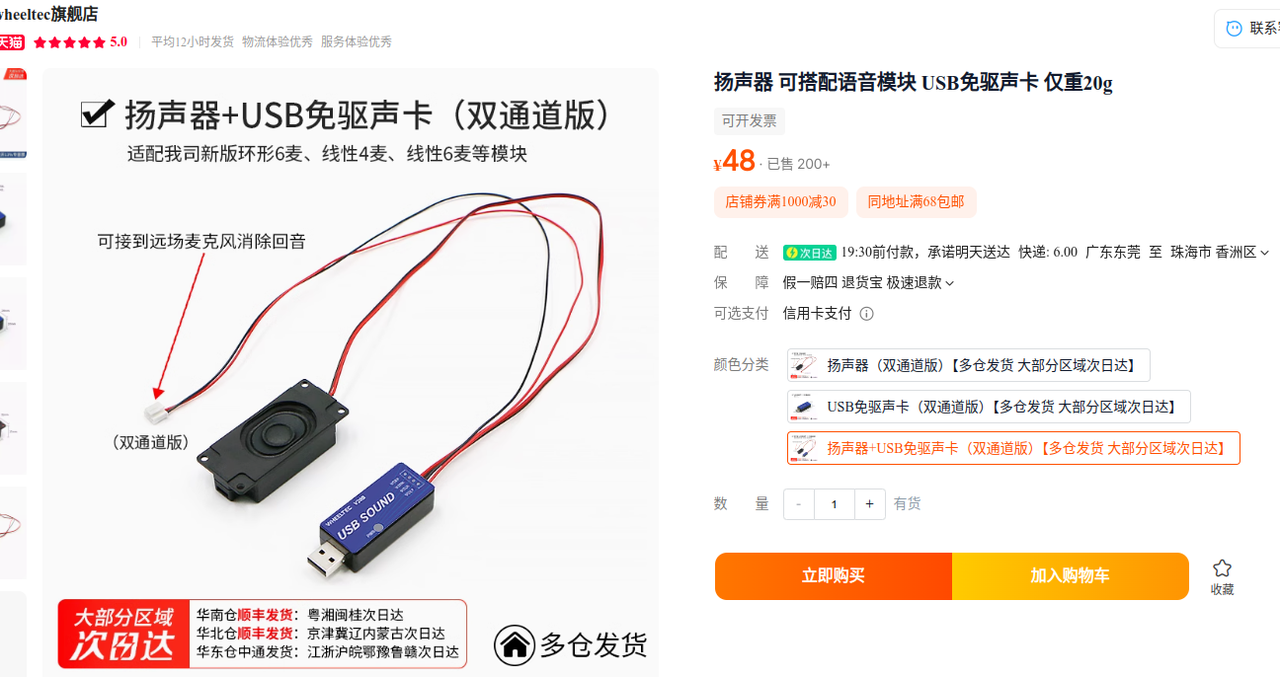 wheeltec旗舰店
天猫 5.0 平均12小时发货 物流体验优秀 服务体验优秀
联系客
扬声器+USB免驱声卡（双通道版）
适配我司新版环形6麦、线性4麦、线性6麦等模块
可接到远场麦克风消除回音
（双通道版）
WHEELTEC V28S
USB SOUND
大部分区域
次日达
华南仓顺丰发货：粤湘闽桂次日达
华北仓顺丰发货：京津冀辽内蒙古次日达
华东仓中通发货：江浙沪皖鄂豫鲁赣次日达
多仓发货
扬声器 可搭配语音模块 USB免驱声卡 仅重20g
可开发票
¥48 · 已售 200+
店铺券满1000减30 同地址满68包邮
配送 次日达 19:30前付款，承诺明天送达 快递: 6.00 广东东莞 至 珠海市 香洲区
保障 假一赔四 退货宝 极速退款
可选支付 信用卡支付
颜色分类 扬声器（双通道版）【多仓发货 大部分区域次日达】
USB免驱声卡（双通道版）【多仓发货 大部分区域次日达】
扬声器+USB免驱声卡（双通道版）【多仓发货 大部分区域次日达】
数量 - 1 + 有货
立即购买 加入购物车
收藏